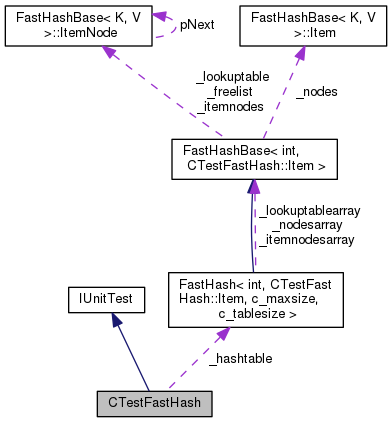 FastHashBase< K, V
>::ItemNode
pNext
FastHashBase< K, V
>::Item
_lookuptable
_freelist
_itemnodes
_nodes
FastHashBase< int,
CTestFastHash::Item >
_lookuptablearray
_nodesarray
_itemnodesarray
IUnitTest
FastHash< int, CTestFast
Hash::Item, c_maxsize,
c_tablesize >
_hashtable
CTestFastHash